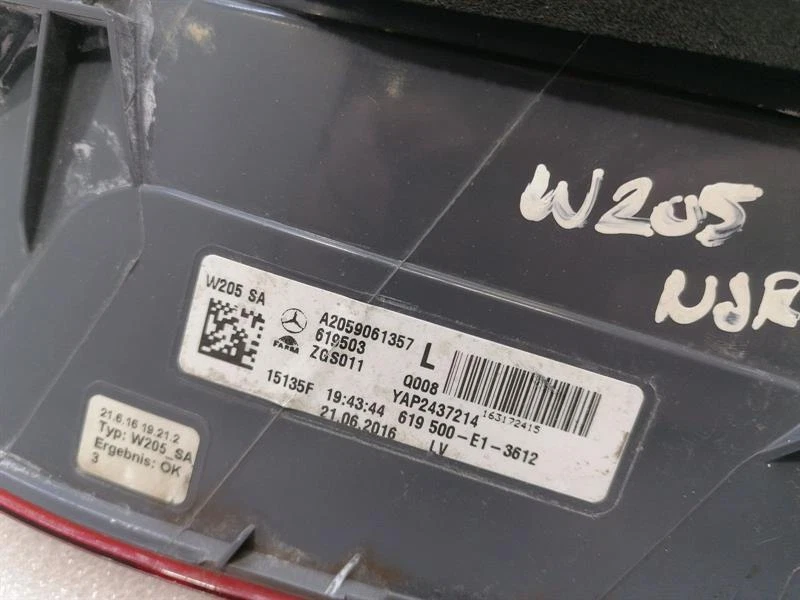 W205
NJR
W205 SA
A2059061357
L
619503
FARBA
ZGS011
Q008
163172415
15135F
19:43:44
YAP2437214
21.06.2016
619 500-E1-3612
LV
21.6.16 19.21.2
Typ: W205_SA
Ergebnis: OK
3